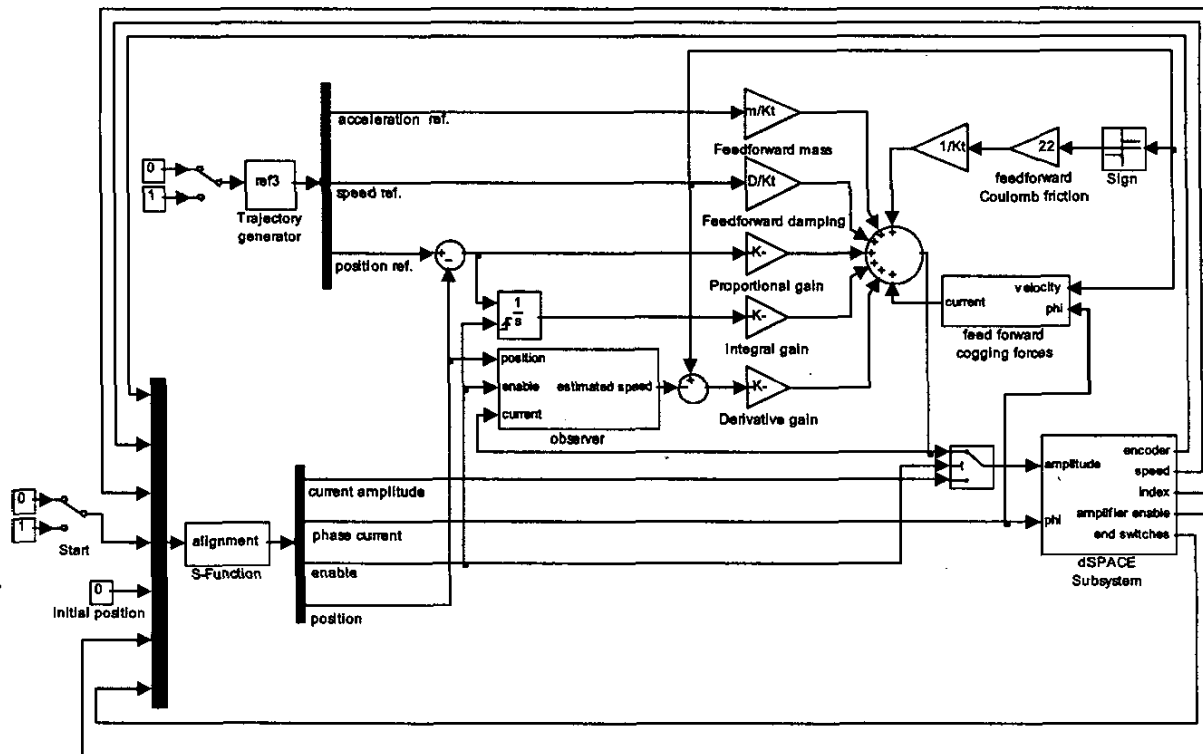 acceleration ref.
m/Kt
Feedforward mass
1/Kt
22
feedforward
Coulomb friction
Sign
0
1
ref3
Trajectory
generator
speed ref.
D/Kt
Feedforward damping
position ref.
K-
Proportional gain
1
s
K-
Integral gain
velocity
current
phi
feed forward
cogging forces
position
enable
estimated speed
current
observer
K-
Derivative gain
0
1
Start
alignment
S-Function
0
Initial position
current amplitude
phase current
enable
position
amplitude
phi
encoder
speed
index
amplifier enable
end switches
dSPACE
Subsystem